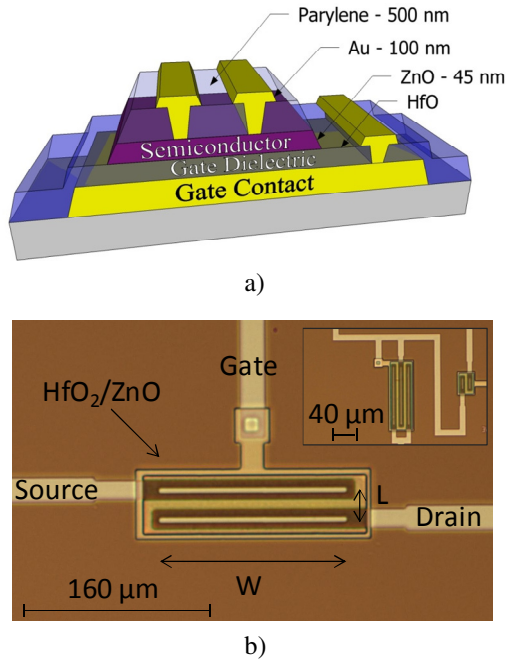 Parylene - 500 nm
Au - 100 nm
ZnO - 45 nm
HfO
Semiconductor
Gate Dielectric
Gate Contact
a)
Gate
HfO₂/ZnO
40 µm
Source
L
Drain
W
160 µm
b)